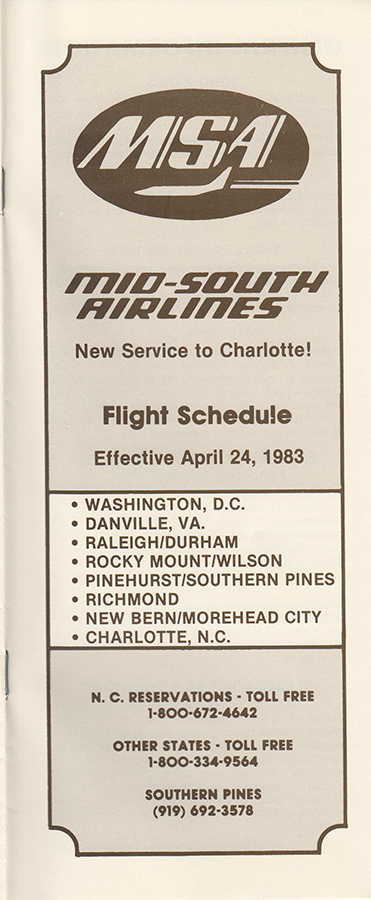 MSA
MID-SOUTH
AIRLINES
New Service to Charlotte!
Flight Schedule
Effective April 24, 1983
• WASHINGTON, D.C.
• DANVILLE, VA.
• RALEIGH/DURHAM
• ROCKY MOUNT/WILSON
• PINEHURST/SOUTHERN PINES
• RICHMOND
• NEW BERN/MOREHEAD CITY
• CHARLOTTE, N.C.
N. C. RESERVATIONS - TOLL FREE
1-800-672-4642
OTHER STATES - TOLL FREE
1-800-334-9564
SOUTHERN PINES
(919) 692-3578